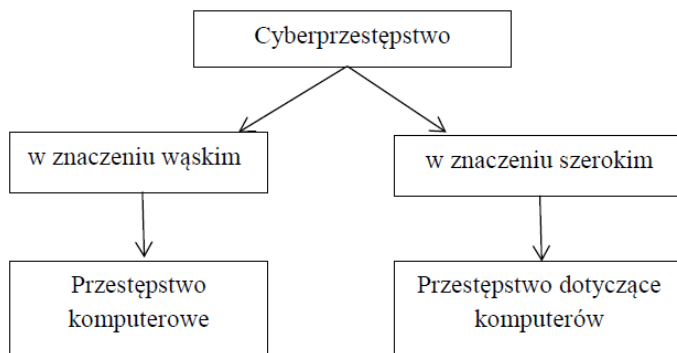 Cyberprzestępstwo
w znaczeniu wąskim
w znaczeniu szerokim
Przestępstwo
komputerowe
Przestępstwo dotyczące
komputerów